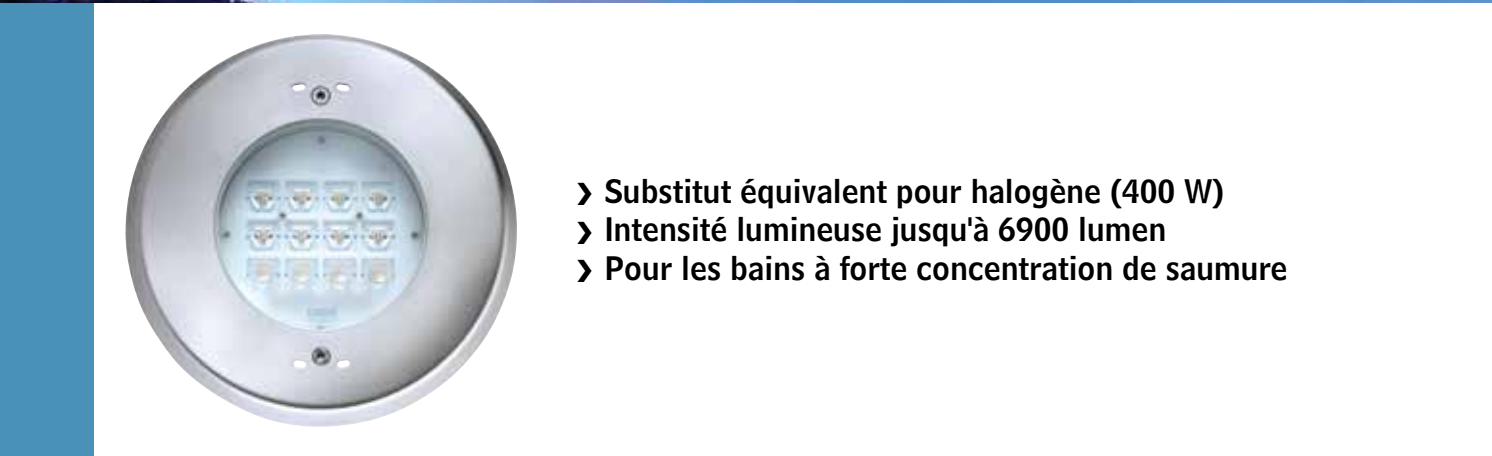 ❯ Substitut équivalent pour halogène (400 W)
❯ Intensité lumineuse jusqu'à 6900 lumen
❯ Pour les bains à forte concentration de saumure